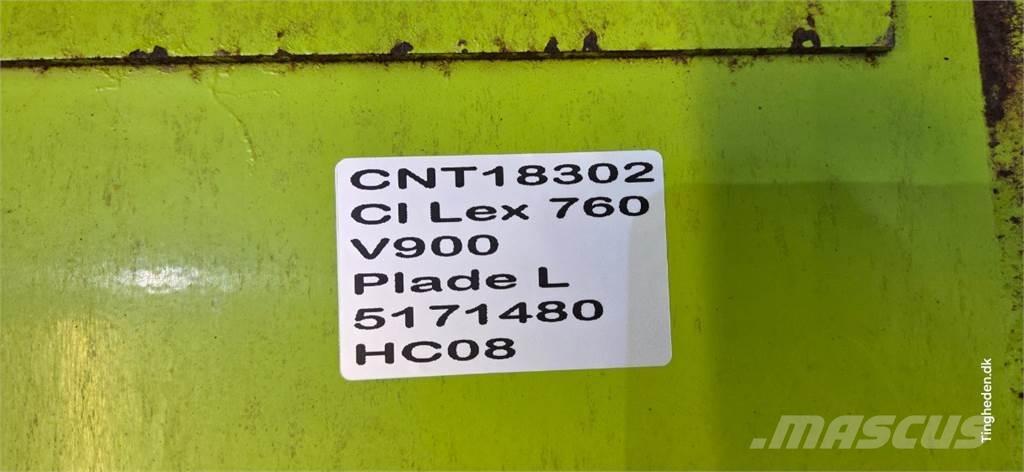 CNT18302
Cl Lex 760
V900
Plade L
5171480
HC08
Tingheden.dk
MASCUS